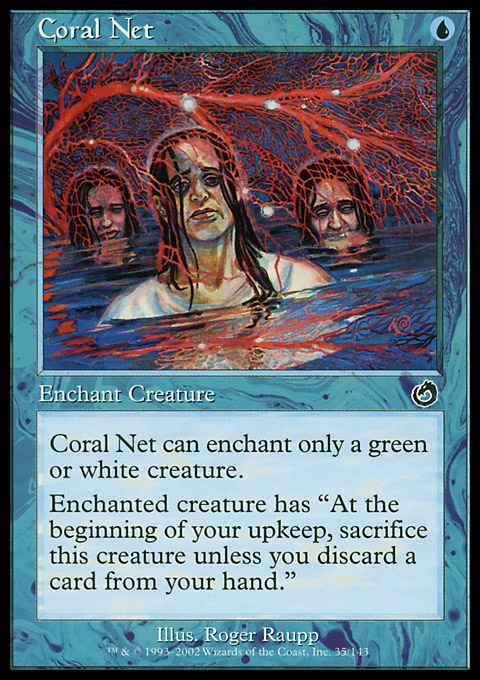 Coral Net
Enchant Creature
Coral Net can enchant only a green
or white creature.
Enchanted creature has “At the
beginning of your upkeep, sacrifice
this creature unless you discard a
card from your hand.”
Illus. Roger Raupp
™ & © 1993–2002 Wizards of the Coast, Inc. 35/143